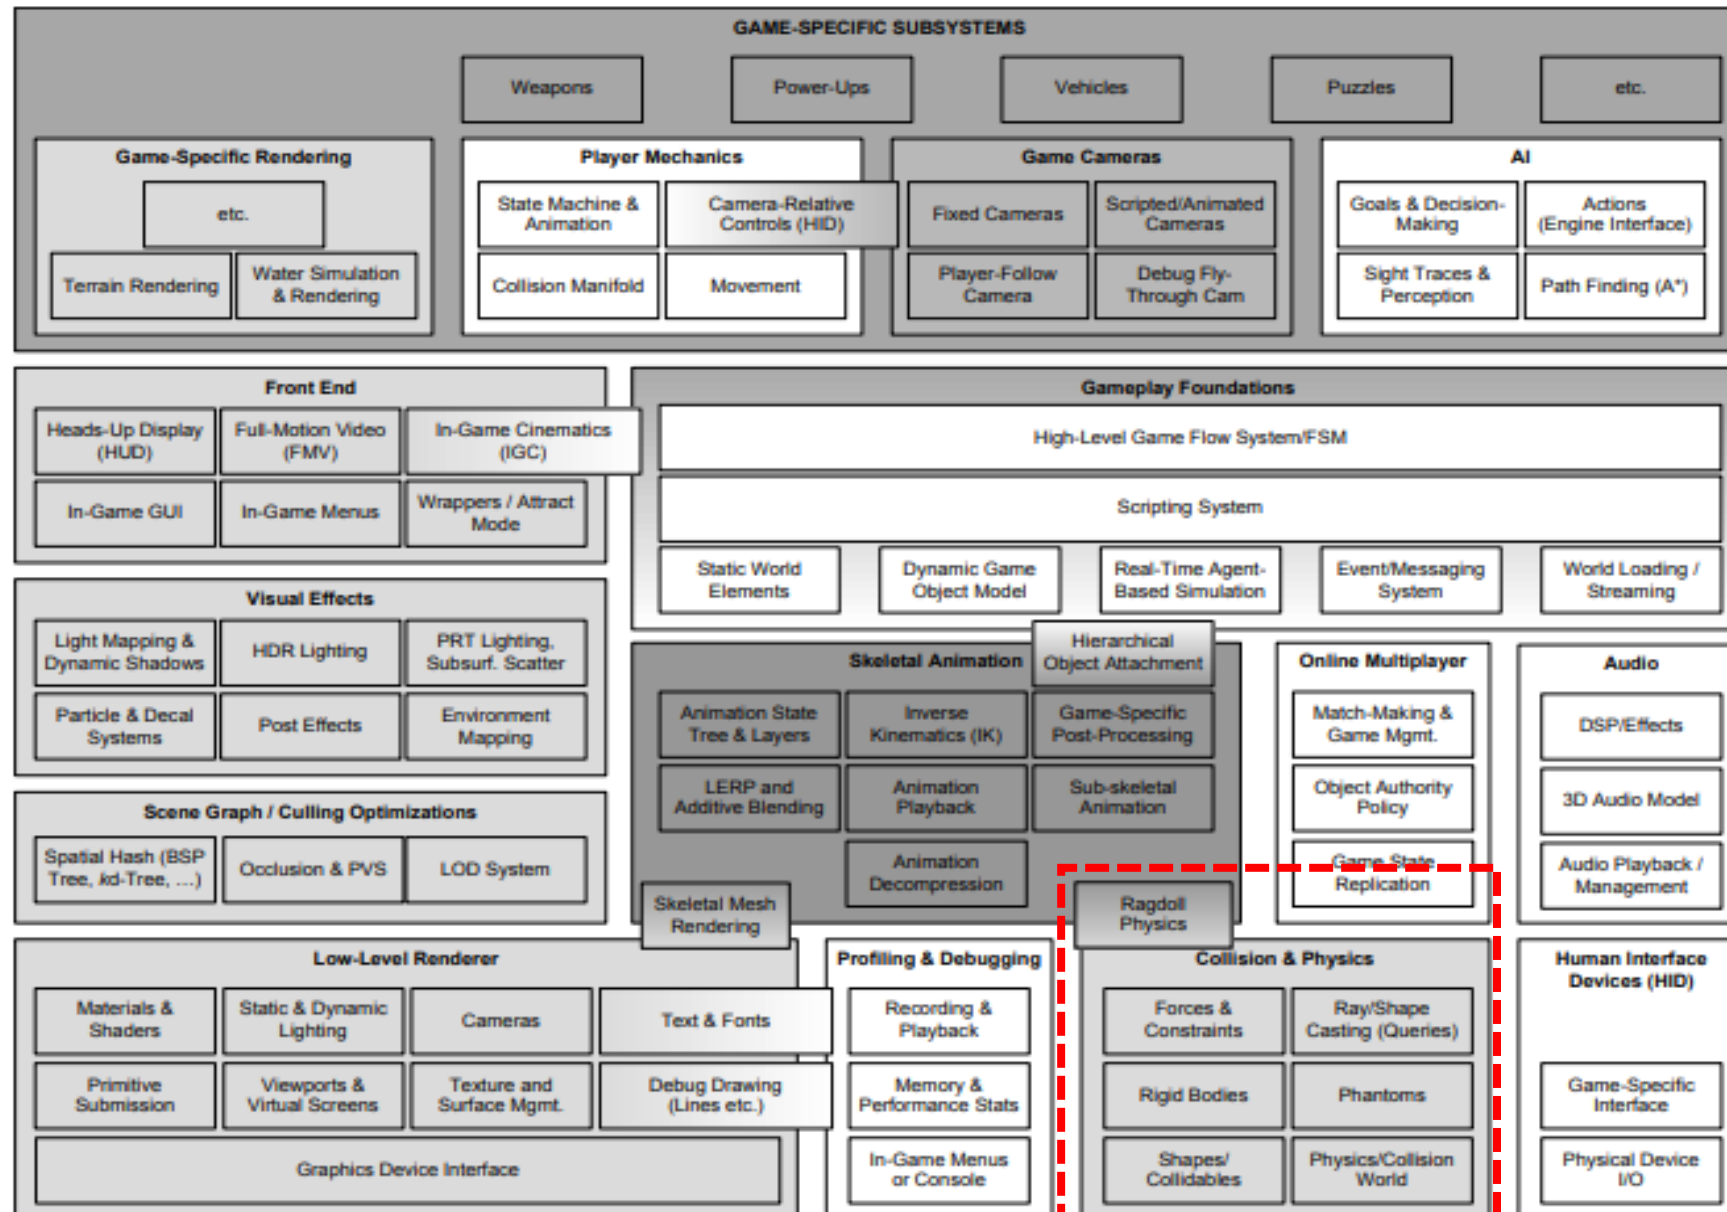 GAME-SPECIFIC SUBSYSTEMS
Weapons
Power-Ups
Vehicles
Puzzles
etc.
Game-Specific Rendering
etc.
Terrain Rendering
Water Simulation
& Rendering
Player Mechanics
State Machine &
Animation
Camera-Relative
Controls (HID)
Collision Manifold
Movement
Game Cameras
Fixed Cameras
Scripted/Animated
Cameras
Player-Follow
Camera
Debug Fly-
Through Cam
AI
Goals & Decision-
Making
Actions
(Engine Interface)
Sight Traces &
Perception
Path Finding (A*)
Front End
Heads-Up Display
(HUD)
Full-Motion Video
(FMV)
In-Game Cinematics
(IGC)
In-Game GUI
In-Game Menus
Wrappers / Attract
Mode
Gameplay Foundations
High-Level Game Flow System/FSM
Scripting System
Static World
Elements
Dynamic Game
Object Model
Real-Time Agent-
Based Simulation
Event/Messaging
System
World Loading /
Streaming
Visual Effects
Light Mapping &
Dynamic Shadows
HDR Lighting
PRT Lighting,
Subsurf. Scatter
Particle & Decal
Systems
Post Effects
Environment
Mapping
Skeletal Animation
Hierarchical
Object Attachment
Animation State
Tree & Layers
Inverse
Kinematics (IK)
Game-Specific
Post-Processing
LERP and
Additive Blending
Animation
Playback
Sub-skeletal
Animation
Animation
Decompression
Skeletal Mesh
Rendering
Ragdoll
Physics
Online Multiplayer
Match-Making &
Game Mgmt.
Object Authority
Policy
Game State
Replication
Audio
DSP/Effects
3D Audio Model
Audio Playback /
Management
Scene Graph / Culling Optimizations
Spatial Hash (BSP
Tree, kd-Tree, …)
Occlusion & PVS
LOD System
Low-Level Renderer
Materials &
Shaders
Static & Dynamic
Lighting
Cameras
Text & Fonts
Primitive
Submission
Viewports &
Virtual Screens
Texture and
Surface Mgmt.
Debug Drawing
(Lines etc.)
Graphics Device Interface
Profiling & Debugging
Recording &
Playback
Memory &
Performance Stats
In-Game Menus
or Console
Collision & Physics
Forces &
Constraints
Ray/Shape
Casting (Queries)
Rigid Bodies
Phantoms
Shapes/
Collidables
Physics/Collision
World
Human Interface
Devices (HID)
Game-Specific
Interface
Physical Device
I/O